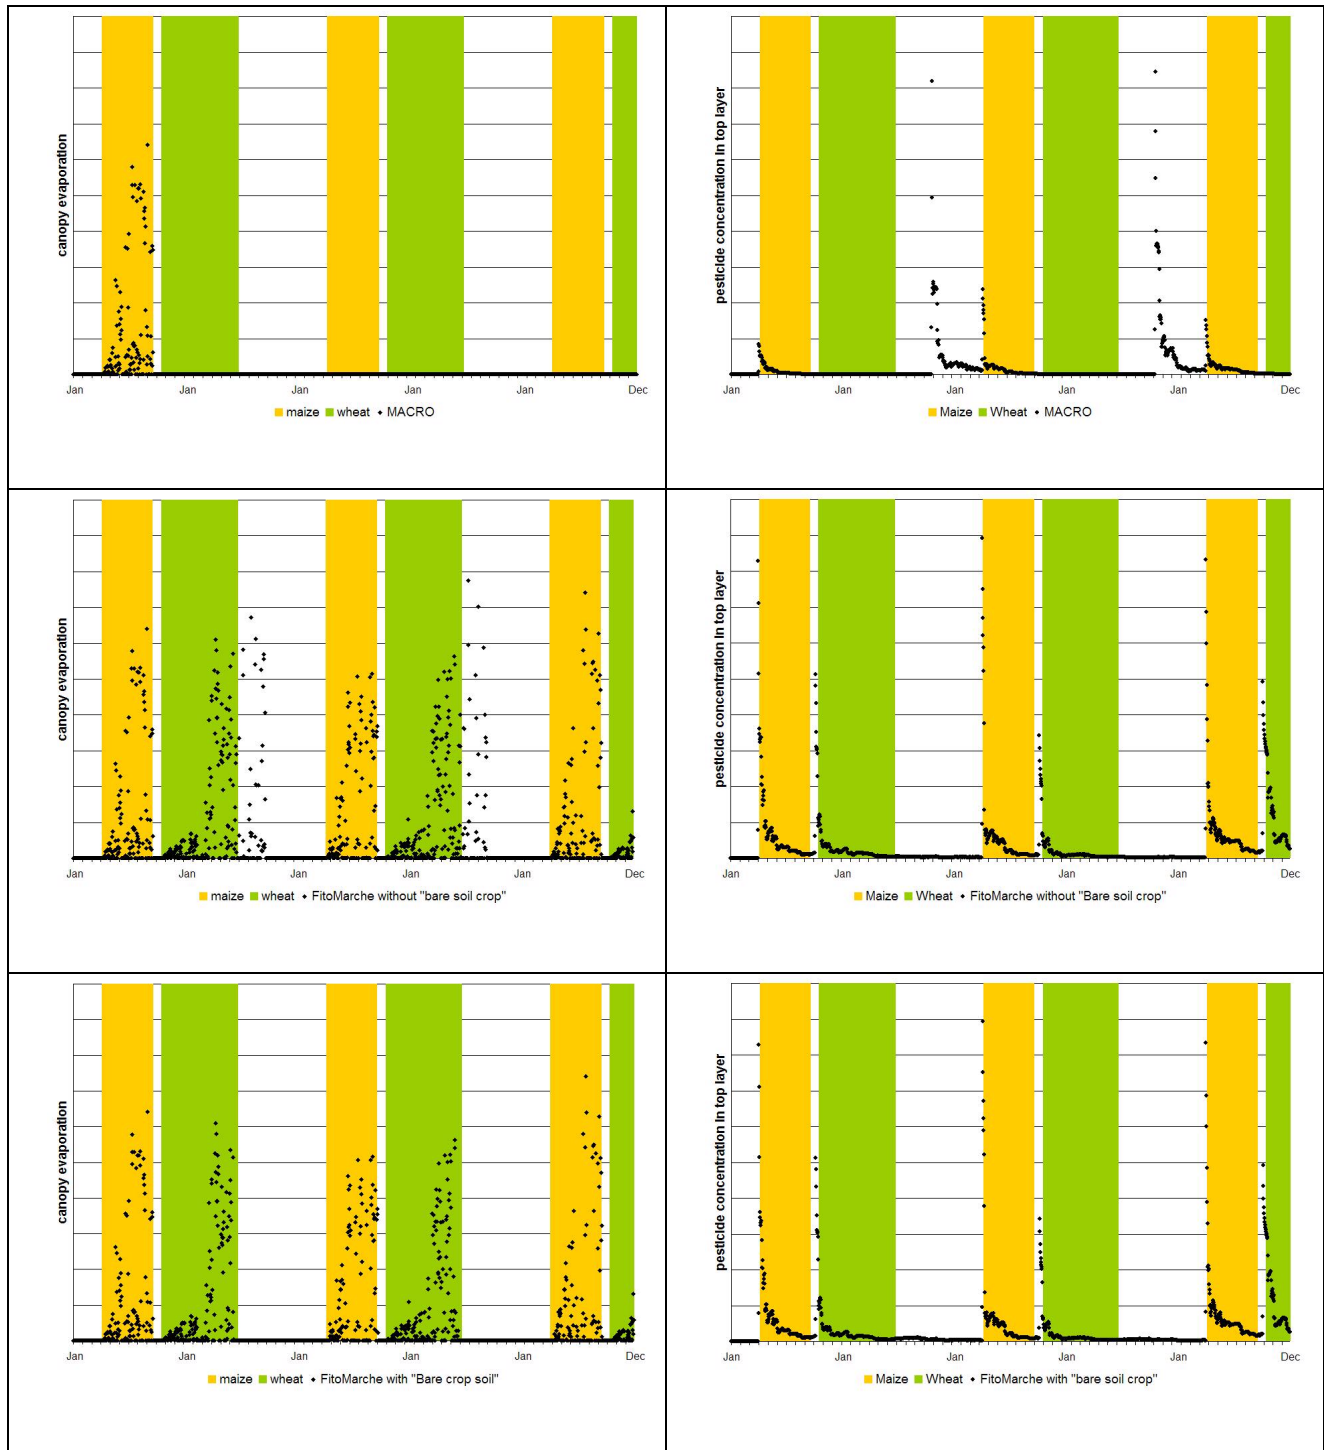 canopy evaporation
Jan Jan Jan Jan Jan Dec
maize wheat MACRO
pesticide concentration in top layer
Jan Jan Jan Jan Jan Dec
Maize Wheat MACRO
canopy evaporation
Jan Jan Jan Jan Jan Dec
maize wheat FitoMarche without "bare soil crop"
pesticide concentration in top layer
Jan Jan Jan Jan Jan Dec
Maize Wheat FitoMarche without "Bare soil crop"
canopy evaporation
Jan Jan Jan Jan Jan Dec
maize wheat FitoMarche with "Bare crop soil"
pesticide concentration in top layer
Jan Jan Jan Jan Jan Dec
Maize Wheat FitoMarche with "bare soil crop"